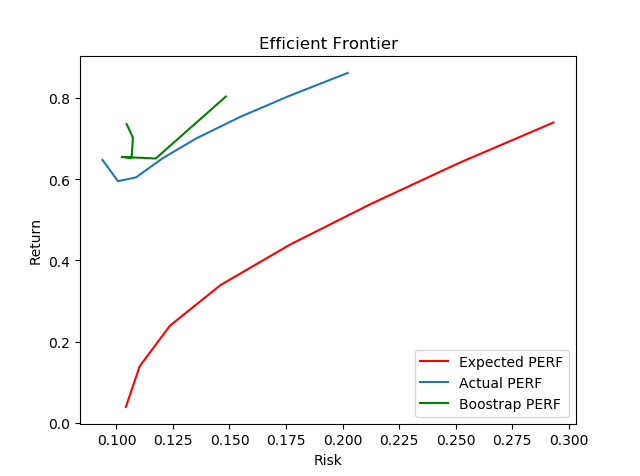 Efficient Frontier
Return
0.8
0.6
0.4
0.2
0.0
0.100 0.125 0.150 0.175 0.200 0.225 0.250 0.275 0.300
Risk
Expected PERF
Actual PERF
Boostrap PERF